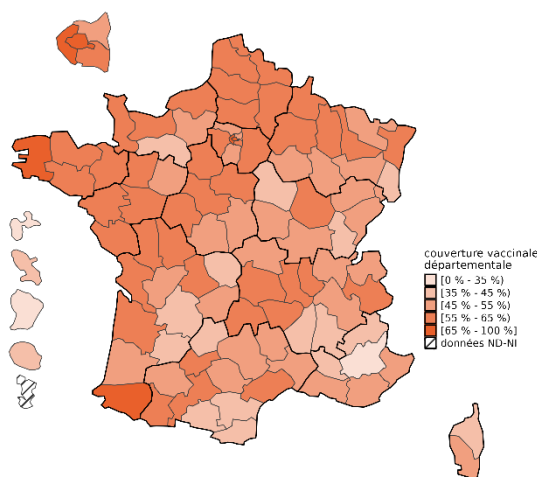 couverture vaccinale
départementale
[0 % - 35 %)
[35 % - 45 %)
[45 % - 55 %)
[55 % - 65 %)
[65 % - 100 %]
données ND-NI